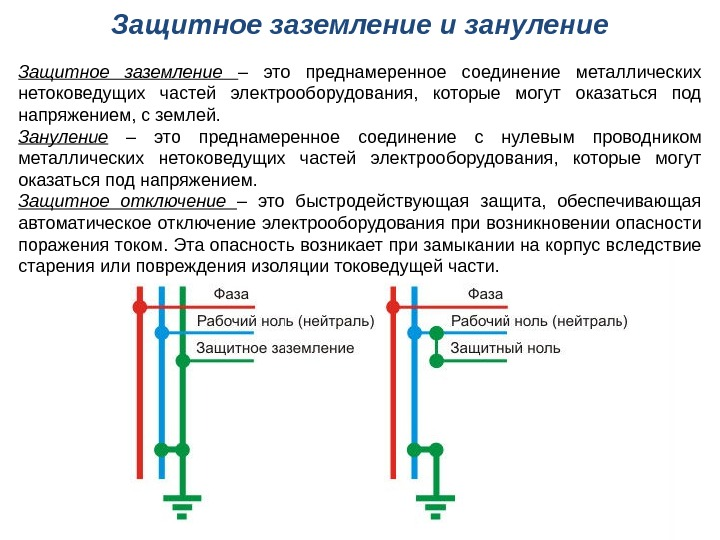 Защитное заземление и зануление
Защитное заземление – это преднамеренное соединение металлических
нетоковедущих частей электрооборудования, которые могут оказаться под
напряжением, с землей.
Зануление – это преднамеренное соединение с нулевым проводником
металлических нетоковедущих частей электрооборудования, которые могут
оказаться под напряжением.
Защитное отключение – это быстродействующая защита, обеспечивающая
автоматическое отключение электрооборудования при возникновении опасности
поражения током. Эта опасность возникает при замыкании на корпус вследствие
старения или повреждения изоляции токоведущей части.
Фаза
Рабочий ноль (нейтраль)
Защитное заземление
Фаза
Рабочий ноль (нейтраль)
Защитный ноль